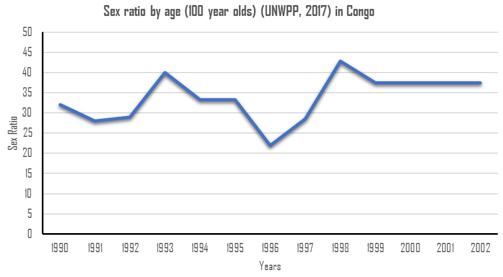 Sex ratio by age (100 year olds) (UNWPP, 2017) in Congo
50
45
40
35
30
25
20
15
10
5
0
Sex Ratio
1990 1991 1992 1993 1994 1995 1996 1997 1998 1999 2000 2001 2002
Years